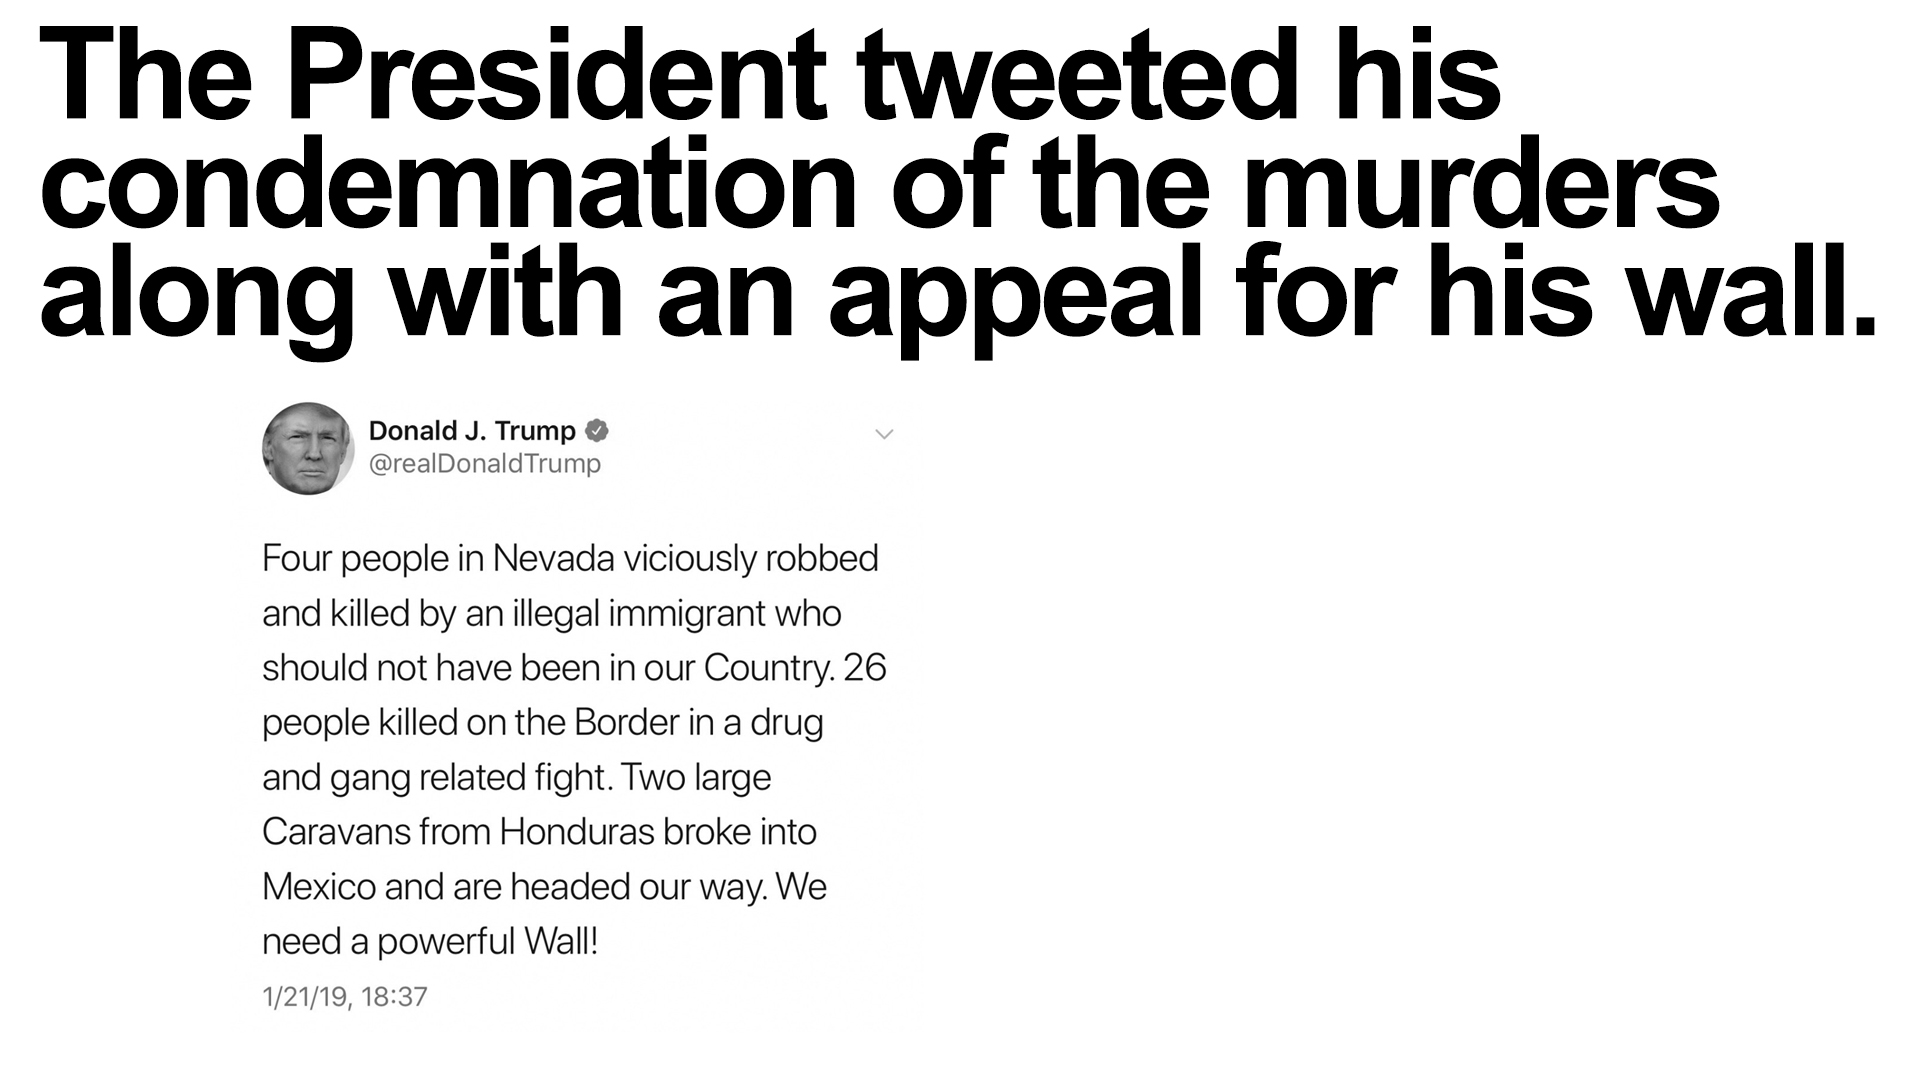 The President tweeted his
condemnation of the murders
along with an appeal for his wall.
Donald J. Trump
@realDonaldTrump
Four people in Nevada viciously robbed
and killed by an illegal immigrant who
should not have been in our Country. 26
people killed on the Border in a drug
and gang related fight. Two large
Caravans from Honduras broke into
Mexico and are headed our way. We
need a powerful Wall!
1/21/19, 18:37